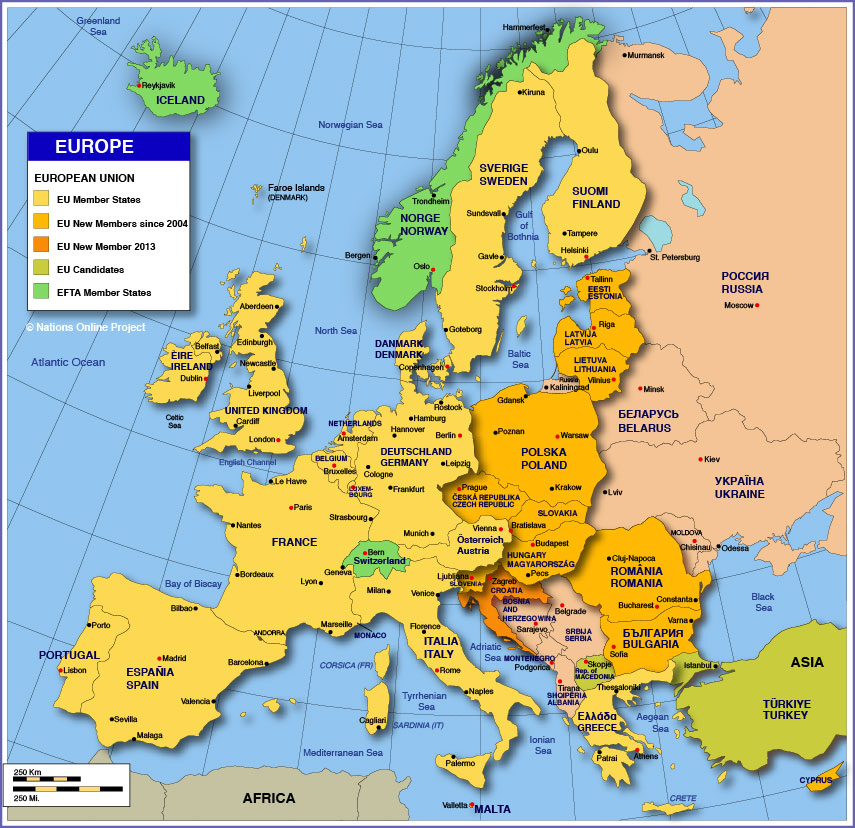 Greenland
Sea
Hammerfest
Murmansk
Reykjavik
ICELAND
Kiruna
Norwegian Sea
EUROPE
EUROPEAN UNION
EU Member States
EU New Members since 2004
EU New Member 2013
EU Candidates
EFTA Member States
© Nations Online Project
Oulu
SVERIGE
SWEDEN
SUOMI
FINLAND
Faroe Islands
(DENMARK)
Trondheim
NORGE
NORWAY
Sundsvall
Gulf
of
Bothnia
Tampere
Helsinki
Bergen
Oslo
Gavle
Stockholm
St. Petersburg
Tallinn
EESTI
ESTONIA
РОССИЯ
RUSSIA
Moscow
Aberdeen
Edinburgh
North Sea
Goteborg
Riga
LATVIJA
LATVIA
Belfast
ÈIRE
IRELAND
Dublin
Newcastle
DANMARK
DENMARK
Copenhagen
Baltic
Sea
LIETUVA
LITHUANIA
Vilnius
Russia
Kaliningrad
Minsk
Atlantic Ocean
Liverpool
Celtic
Sea
UNITED KINGDOM
Cardiff
London
Rostock
Hamburg
Hannover
Gdansk
БЕЛАРУСЬ
BELARUS
NETHERLANDS
Amsterdam
Berlin
Poznan
Warsaw
English Channel
BELGIUM
Bruxelles
DEUTSCHLAND
GERMANY
Leipzig
Cologne
POLSKA
POLAND
Kiev
Le Havre
LUXEM-
BOURG
Frankfurt
Prague
ČESKÁ REPUBLIKA
CZECH REPUBLIC
Krakow
Lviv
УКРАЇНА
UKRAINE
Paris
Strasbourg
SLOVAKIA
Nantes
FRANCE
Munich
Vienna
Bratislava
Österreich
Austria
Budapest
MOLDOVA
Chisinau
Odessa
Bern
Switzerland
HUNGARY
MAGYARORSZÁG
Cluj-Napoca
ROMÂNIA
ROMANIA
Bordeaux
Geneva
Lyon
Pecs
Bay of Biscay
Milan
Venice
Ljubljana
SLOVENIA
Zagreb
CROATIA
Bilbao
BOSNIA
AND
HERZEGOWINA
Sarajevo
Belgrade
Bucharest
Constanta
Black
Sea
Porto
Marseille
MONACO
ANDORRA
Florence
SRBIJA
SERBIA
Varna
БЪЛГАРИЯ
BULGARIA
Sofia
PORTUGAL
Lisbon
Madrid
ESPAÑIA
SPAIN
Barcelona
CORSICA (FR)
ITALIA
ITALY
Rome
Adriatic
Sea
MONTENEGRO
Podgorica
Skopje
Rep. of
MACEDONIA
Istanbul
ASIA
Tirana
SHQIPËRIA
ALBANIA
Thessaloniki
Valencia
Tyrrhenian
Sea
Naples
TÜRKIYE
TURKEY
Sevilla
Malaga
Cagliari
SARDINIA (IT)
Ελλάδα
GREECE
Aegean
Sea
Mediterranean Sea
Ionian
Sea
Palermo
Patrai
Athens
250 Km
250 Mi.
AFRICA
Valletta
MALTA
CRETE
CYPRUS